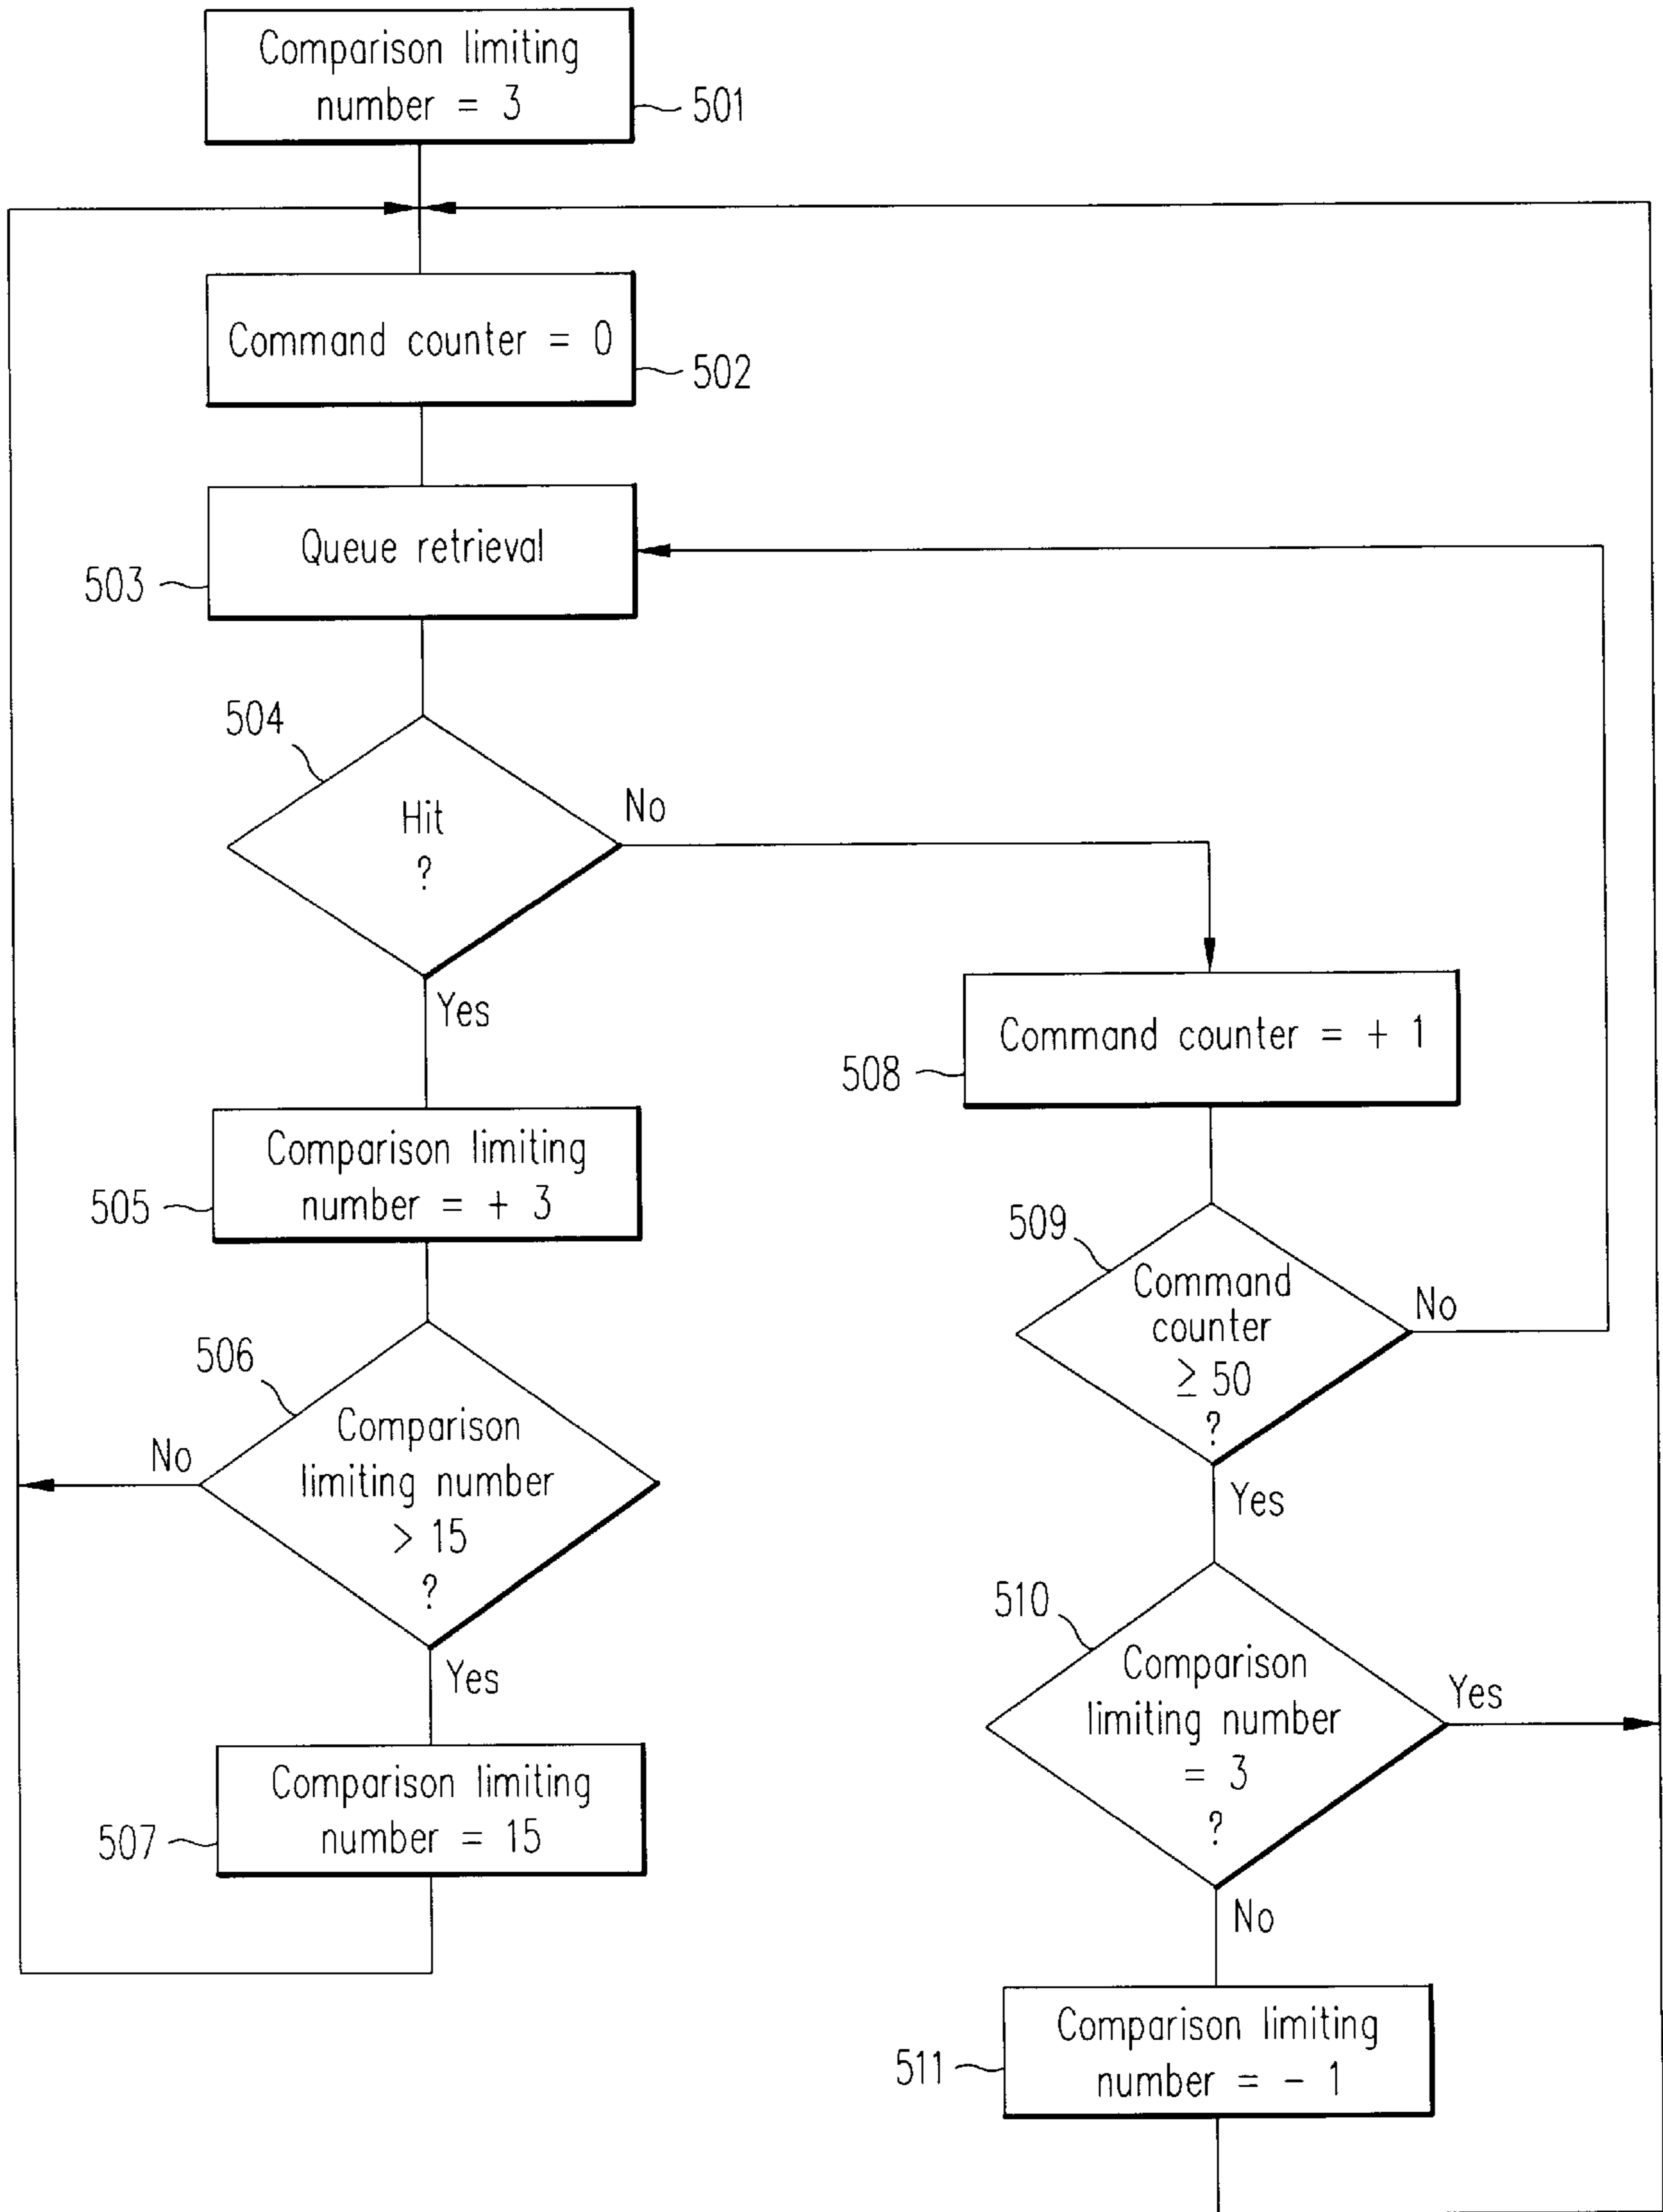 Comparison limiting
number = 3
501
Command counter = 0
502
Queue retrieval
503
504
Hit
?
No
Yes
Comparison limiting
number = + 3
505
506
Comparison
limiting number
> 15
?
No
Yes
Comparison limiting
number = 15
507
Command counter = + 1
508
509
Command
counter
≥ 50
?
No
Yes
510
Comparison
limiting number
= 3
?
Yes
No
Comparison limiting
number = - 1
511